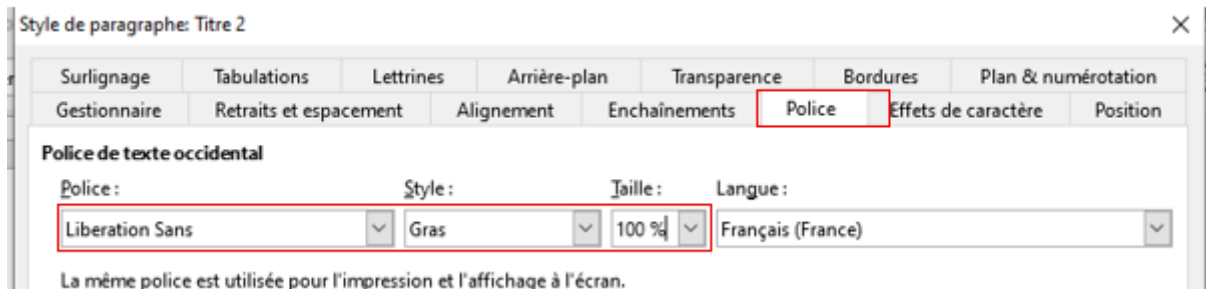 Style de paragraphe: Titre 2
Surlignage Tabulations Lettrines Arrière-plan Transparence Bordures Plan & numérotation
Gestionnaire Retraits et espacement Alignement Enchaînements Police Effets de caractère Position
Police de texte occidental
Police : Style : Taille : Langue :
Liberation Sans Gras 100 % Français (France)
La même police est utilisée pour l'impression et l'affichage à l'écran.